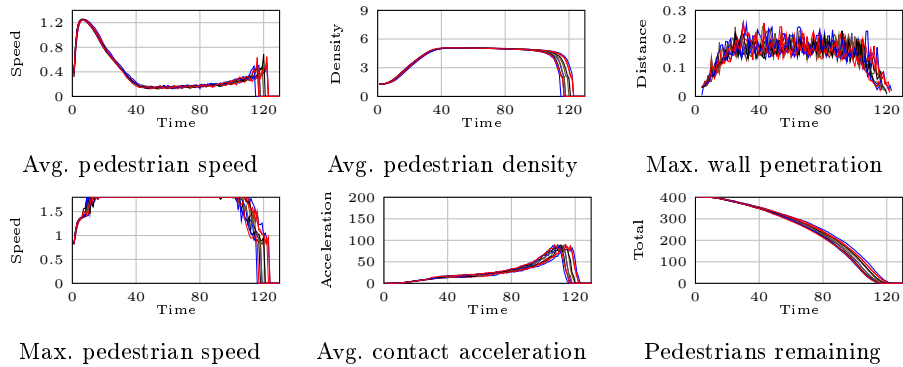 Speed
1.2
0.8
0.4
0
0 40 80 120
Time
Avg. pedestrian speed
Density
9
6
3
0
0 40 80 120
Time
Avg. pedestrian density
Distance
0.3
0.2
0.1
0
0 40 80 120
Time
Max. wall penetration
Speed
1.5
1
0.5
0
0 40 80 120
Time
Max. pedestrian speed
Acceleration
200
150
100
50
0
0 40 80 120
Time
Avg. contact acceleration
Total
400
300
200
100
0
0 40 80 120
Time
Pedestrians remaining